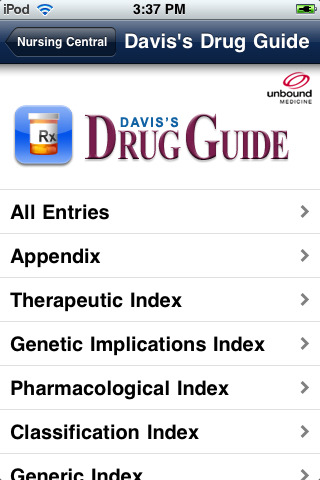 iPod 3:37 PM
Nursing Central Davis's Drug Guide
unbound
MEDICINE
Rx
DAVIS'S
DRUG GUIDE
All Entries
Appendix
Therapeutic Index
Genetic Implications Index
Pharmacological Index
Classification Index
Generic Index